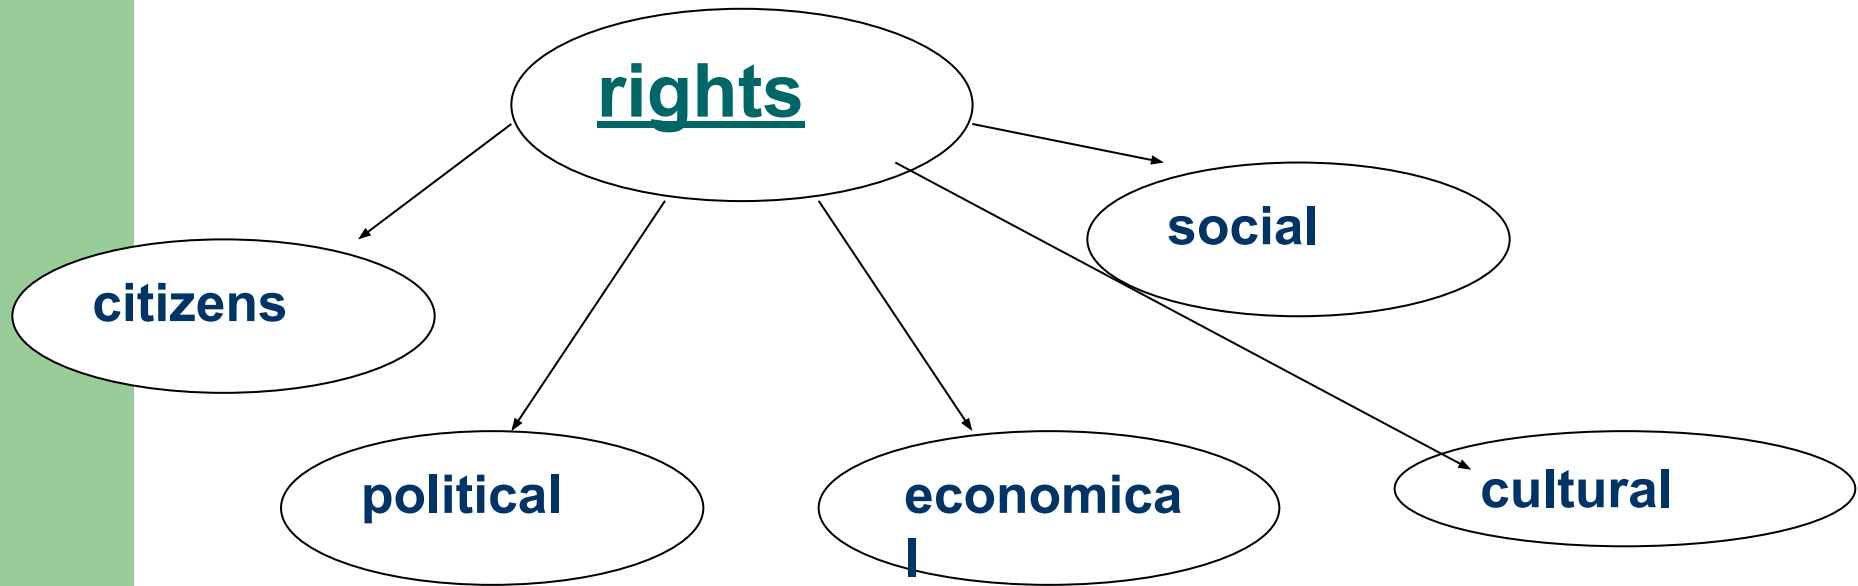 rights
social
citizens
political
economica
l
cultural